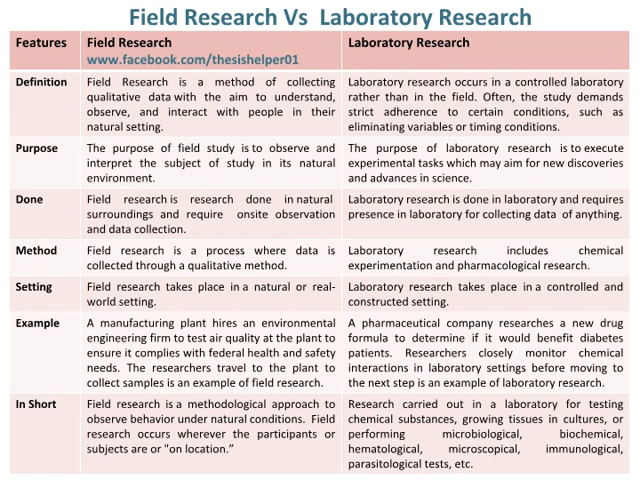 Field Research Vs Laboratory Research
Features
Field Research
www.facebook.com/thesishelper01
Laboratory Research
Definition
Field Research is a method of collecting
qualitative data with the aim to understand,
observe, and interact with people in their
natural setting.
Laboratory research occurs in a controlled laboratory
rather than in the field. Often, the study demands
strict adherence to certain conditions, such as
eliminating variables or timing conditions.
Purpose
The purpose of field study is to observe and
interpret the subject of study in its natural
environment.
The purpose of laboratory research is to execute
experimental tasks which may aim for new discoveries
and advances in science.
Done
Field research is research done in natural
surroundings and require onsite observation
and data collection.
Laboratory research is done in laboratory and requires
presence in laboratory for collecting data of anything.
Method
Field research is a process where data is
collected through a qualitative method.
Laboratory research includes chemical
experimentation and pharmacological research.
Setting
Field research takes place in a natural or real-
world setting.
Laboratory research takes place in a controlled and
constructed setting.
Example
A manufacturing plant hires an environmental
engineering firm to test air quality at the plant to
ensure it complies with federal health and safety
needs. The researchers travel to the plant to
collect samples is an example of field research.
A pharmaceutical company researches a new drug
formula to determine if it would benefit diabetes
patients. Researchers closely monitor chemical
interactions in laboratory settings before moving to
the next step is an example of laboratory research.
In Short
Field research is a methodological approach to
observe behavior under natural conditions. Field
research occurs wherever the participants or
subjects are or "on location.”
Research carried out in a laboratory for testing
chemical substances, growing tissues in cultures, or
performing microbiological, biochemical,
hematological, microscopical, immunological,
parasitological tests, etc.